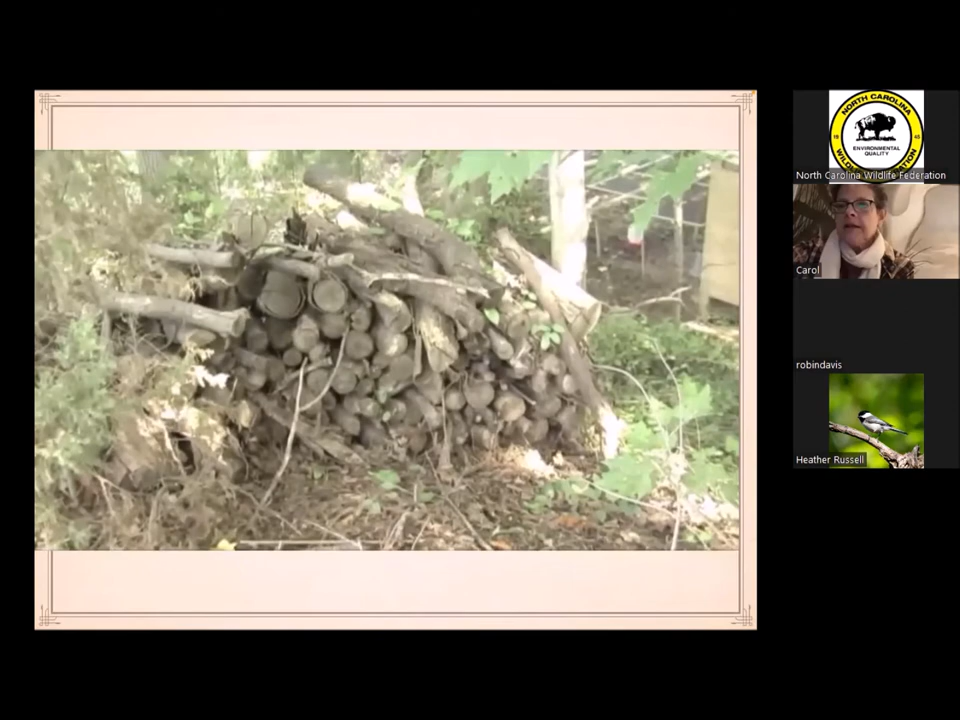 NORTH CAROLINA
ENVIRONMENTAL
QUALITY
North Carolina Wildlife Federation
Carol
robindavis
Heather Russell